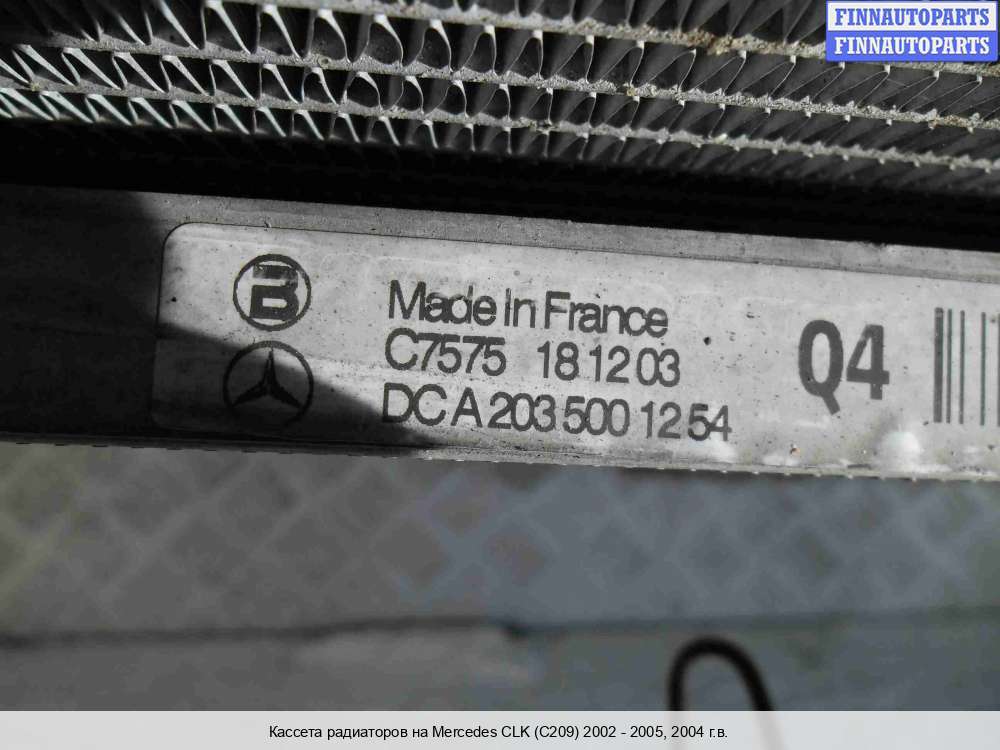 FINNAUTOPARTS
FINNAUTOPARTS
B
Made In France
C7575 18 12 03
DC A 203 500 12 54
Q4
Кассета радиаторов на Mercedes CLK (C209) 2002 - 2005, 2004 г.в.